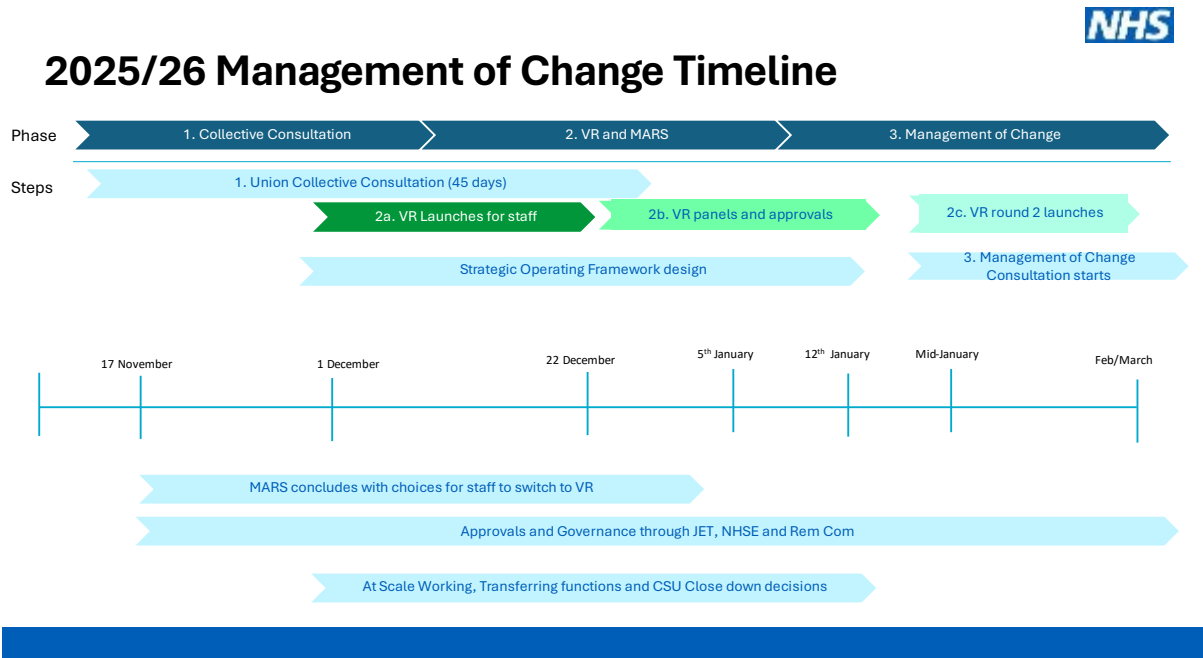 NHS
2025/26 Management of Change Timeline
Phase
1. Collective Consultation
2. VR and MARS
3. Management of Change
Steps
1. Union Collective Consultation (45 days)
2a. VR Launches for staff
2b. VR panels and approvals
2c. VR round 2 launches
Strategic Operating Framework design
3. Management of Change
Consultation starts
17 November
1 December
22 December
5th January
12th January
Mid-January
Feb/March
MARS concludes with choices for staff to switch to VR
Approvals and Governance through JET, NHSE and Rem Com
At Scale Working, Transferring functions and CSU Close down decisions